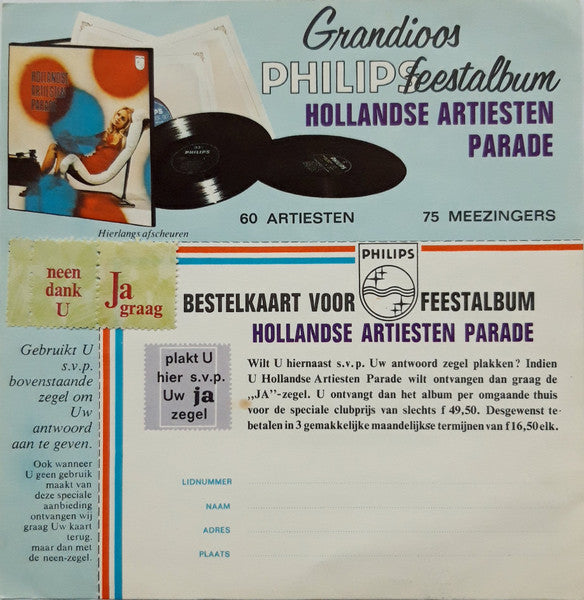 Grandioos
PHILIPS feestalbum
HOLLANDSE ARTIESTEN
PARADE
HOLLANDSE
ARTIESTEN
PARADE
PHILIPS
60 ARTIESTEN
75 MEEZINGERS
Hierlangs afscheuren
neen
dank
U
Ja
graag
PHILIPS
BESTELKAART VOOR FEESTALBUM
HOLLANDSE ARTIESTEN PARADE
Gebruikt U
s.v.p.
bovenstaande
zegel om
Uw
antwoord
aan te geven.
Ook wanneer
U geen gebruik
maakt van
deze speciale
aanbieding
ontvangen wij
graag Uw kaart
terug.
maar dan met
de neen-zegel.
plakt U
hier s.v.p.
Uw ja
zegel
Wilt U hiernaast s.v.p. Uw antwoord zegel plakken? Indien
U Hollandse Artiesten Parade wilt ontvangen dan graag de
„JA”-zegel. U ontvangt dan het album per omgaande thuis
voor de speciale clubprijs van slechts f 49,50. Desgewenst te-
betalen in 3 gemakkelijke maandelijkse termijnen van f 16,50 elk.
LIDNUMMER
NAAM
ADRES
PLAATS